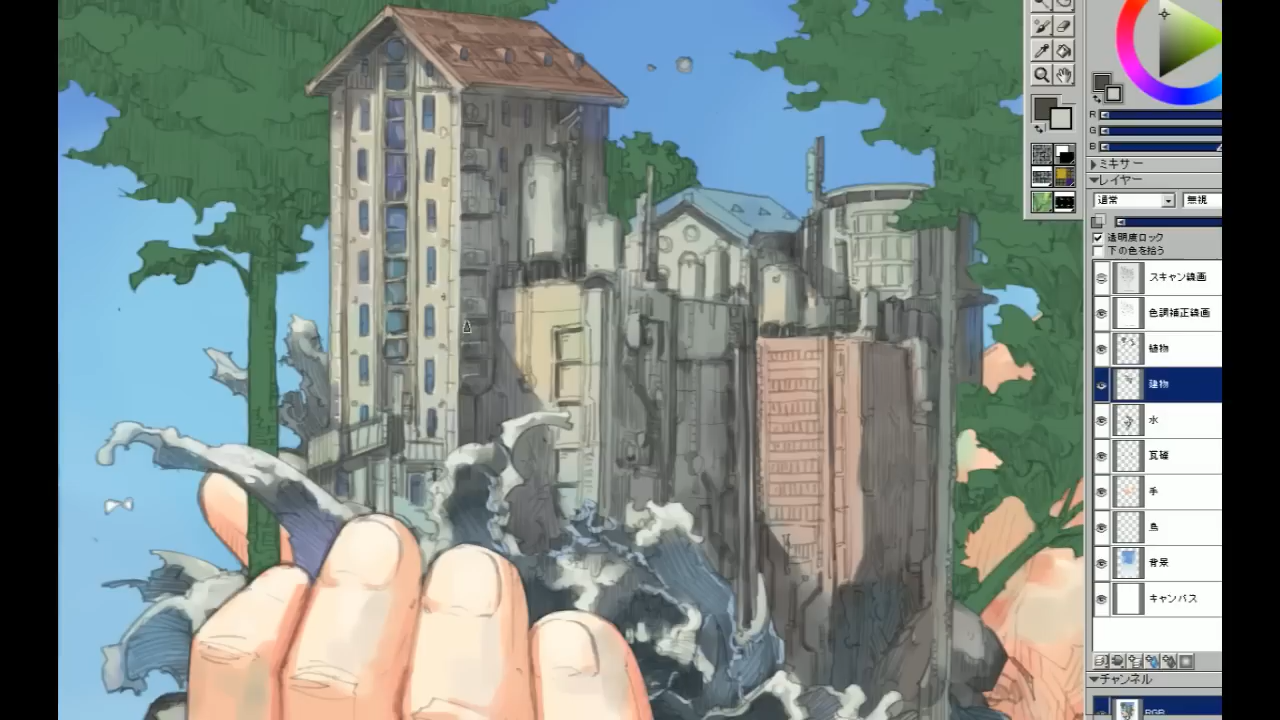 R
G
B
ミキサー
レイヤー
通常
無視
透明度ロック
下の色を拾う
スキャン線画
色調補正線画
植物
建物
水
瓦礫
手
鳥
背景
キャンバス
チャンネル
RGB